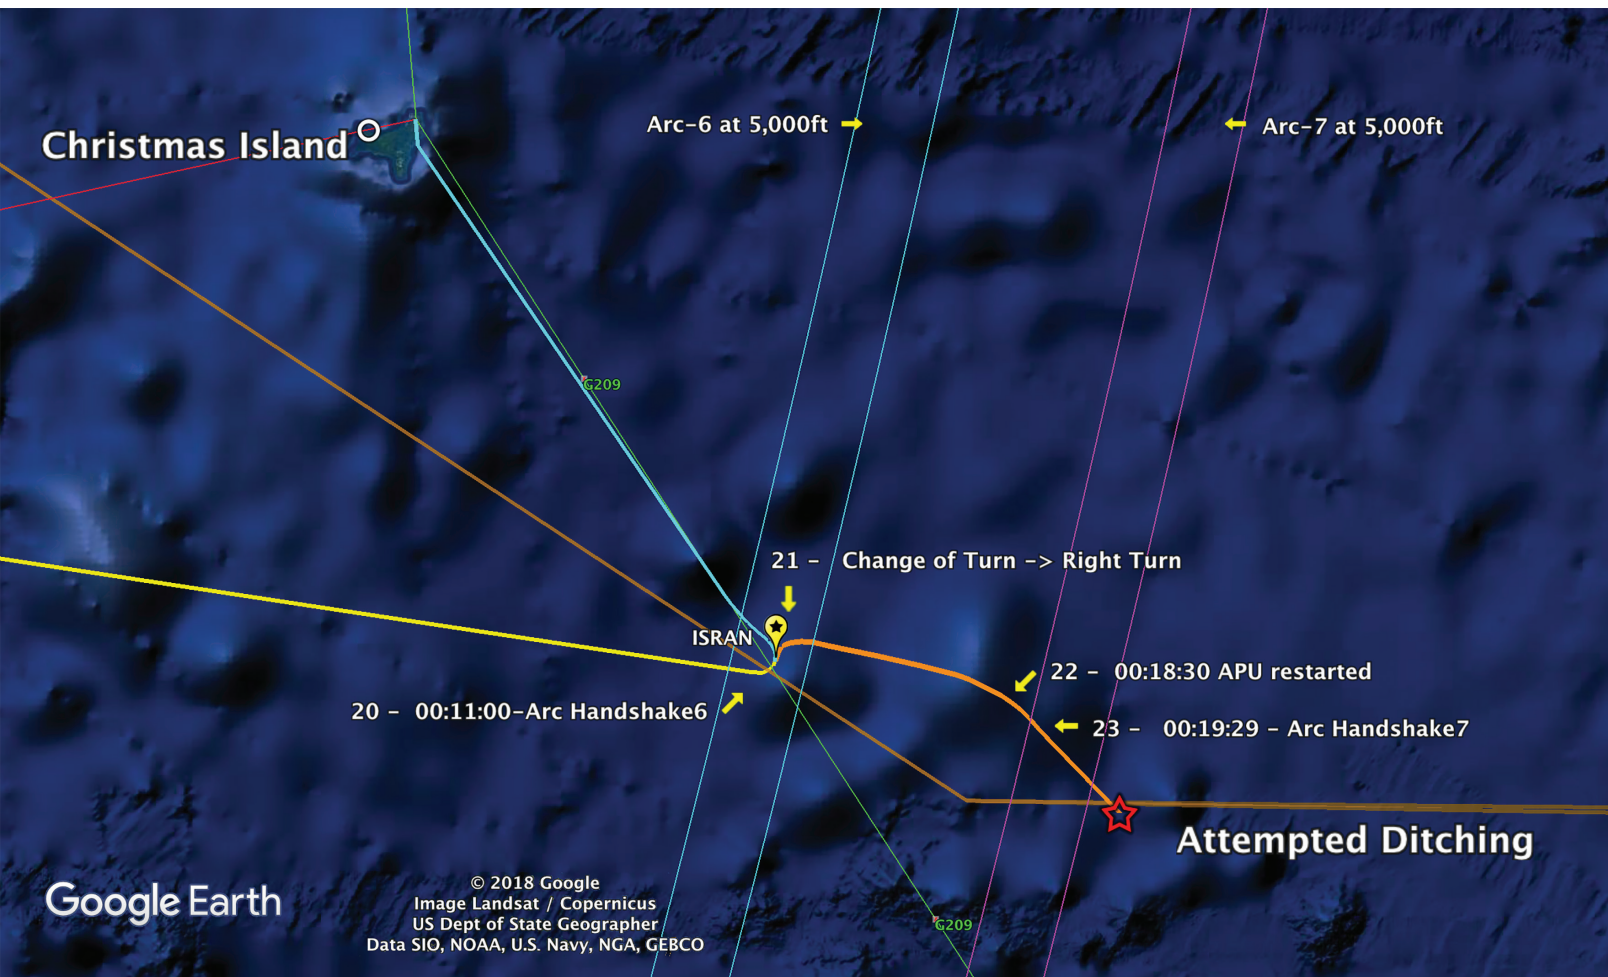 Arc-6 at 5,000ft
Arc-7 at 5,000ft
Christmas Island
G209
21 - Change of Turn -> Right Turn
ISRAN
22 - 00:18:30 APU restarted
20 - 00:11:00-Arc Handshake6
23 - 00:19:29 - Arc Handshake7
Attempted Ditching
Google Earth
© 2018 Google
Image Landsat / Copernicus
US Dept of State Geographer
Data SIO, NOAA, U.S. Navy, NGA, GEBCO
G209